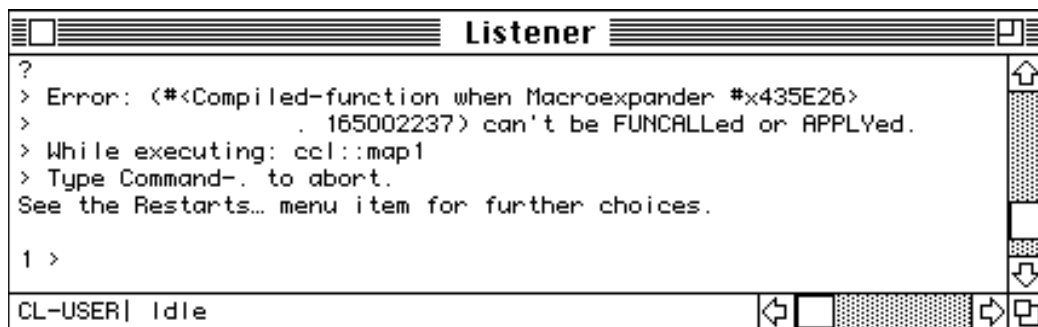 Listener
?
> Error: (#<Compiled-function when Macroexpander #x435E26>
>                    . 165002237) can't be FUNCALLed or APPLYed.
> While executing: ccl::map1
> Type Command-. to abort.
See the Restarts… menu item for further choices.
1 >
CL-USER| Idle